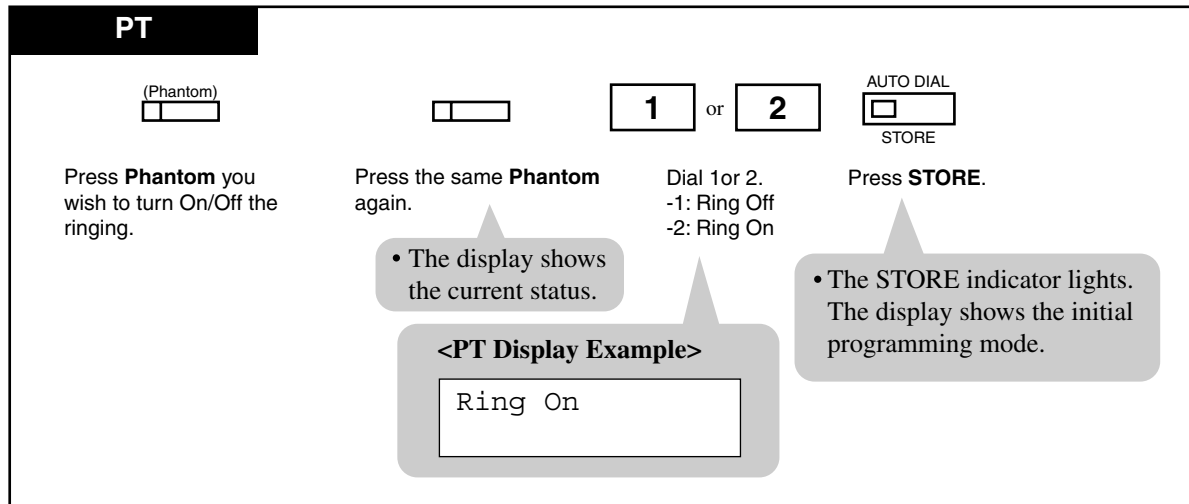 PT
(Phantom)
1 or 2
AUTO DIAL
STORE
Press Phantom you
wish to turn On/Off the
ringing.
Press the same Phantom
again.
• The display shows
the current status.
Dial 1or 2.
-1: Ring Off
-2: Ring On
<PT Display Example>
Ring On
Press STORE.
• The STORE indicator lights.
The display shows the initial
programming mode.